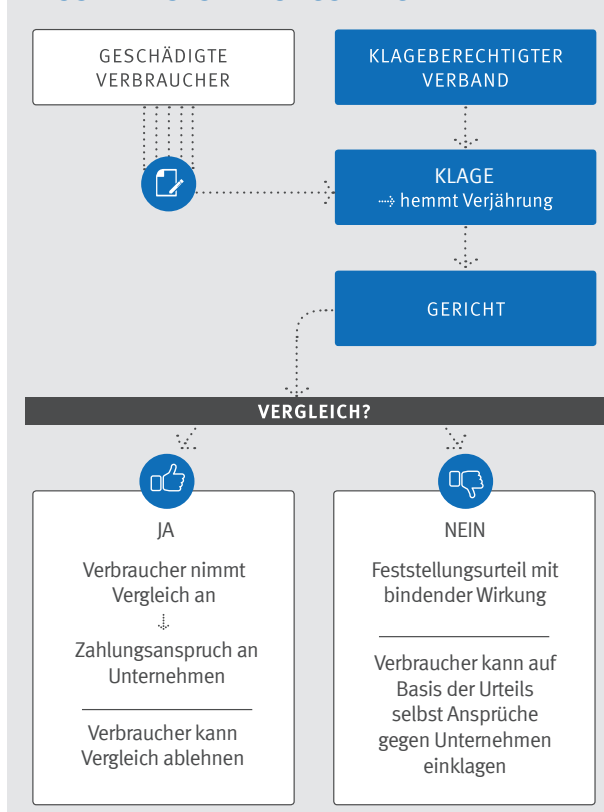 GESCHÄDIGTE
VERBRAUCHER
KLAGEBERECHTIGTER
VERBAND
KLAGE
hemmt Verjährung
GERICHT
VERGLEICH?
JA
Verbraucher nimmt
Vergleich an
Zahlungsanspruch an
Unternehmen
Verbraucher kann
Vergleich ablehnen
NEIN
Feststellungsurteil mit
bindender Wirkung
Verbraucher kann auf
Basis der Urteils
selbst Ansprüche
gegen Unternehmen
einklagen